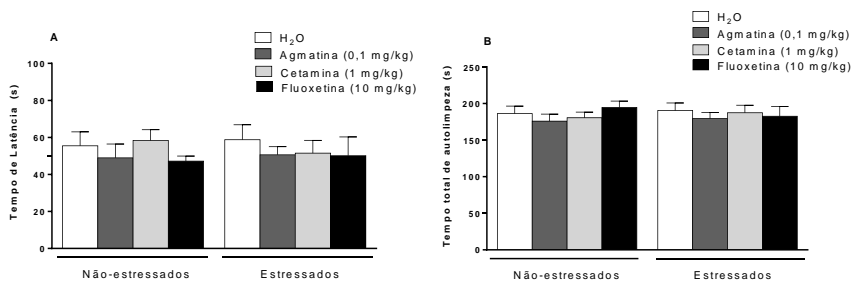 A
H2O
Agmatina (0,1 mg/kg)
Cetamina (1 mg/kg)
Fluoxetina (10 mg/kg)
Tempo de Latência (s)
100
80
60
40
20
0
Não-estressados
Estressados
B
H2O
Agmatina (0,1 mg/kg)
Cetamina (1 mg/kg)
Fluoxetina (10 mg/kg)
Tempo total de autolimpeza (s)
250
200
150
100
50
0
Não-estressados
Estressados